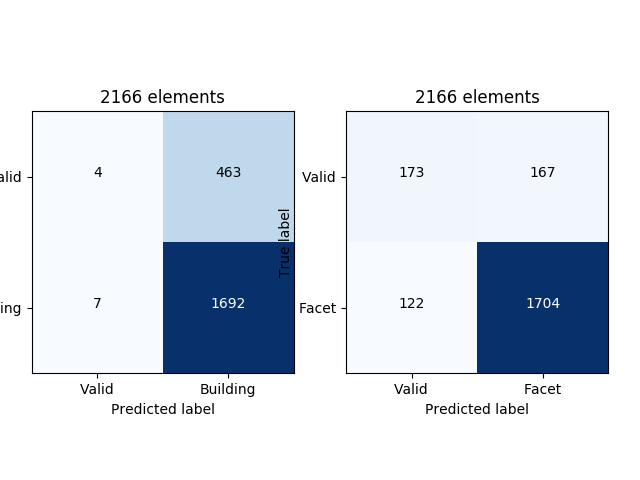 2166 elements
2166 elements
alid
4
463
Valid
173
167
True label
ing
7
1692
Facet
122
1704
Valid
Building
Valid
Facet
Predicted label
Predicted label